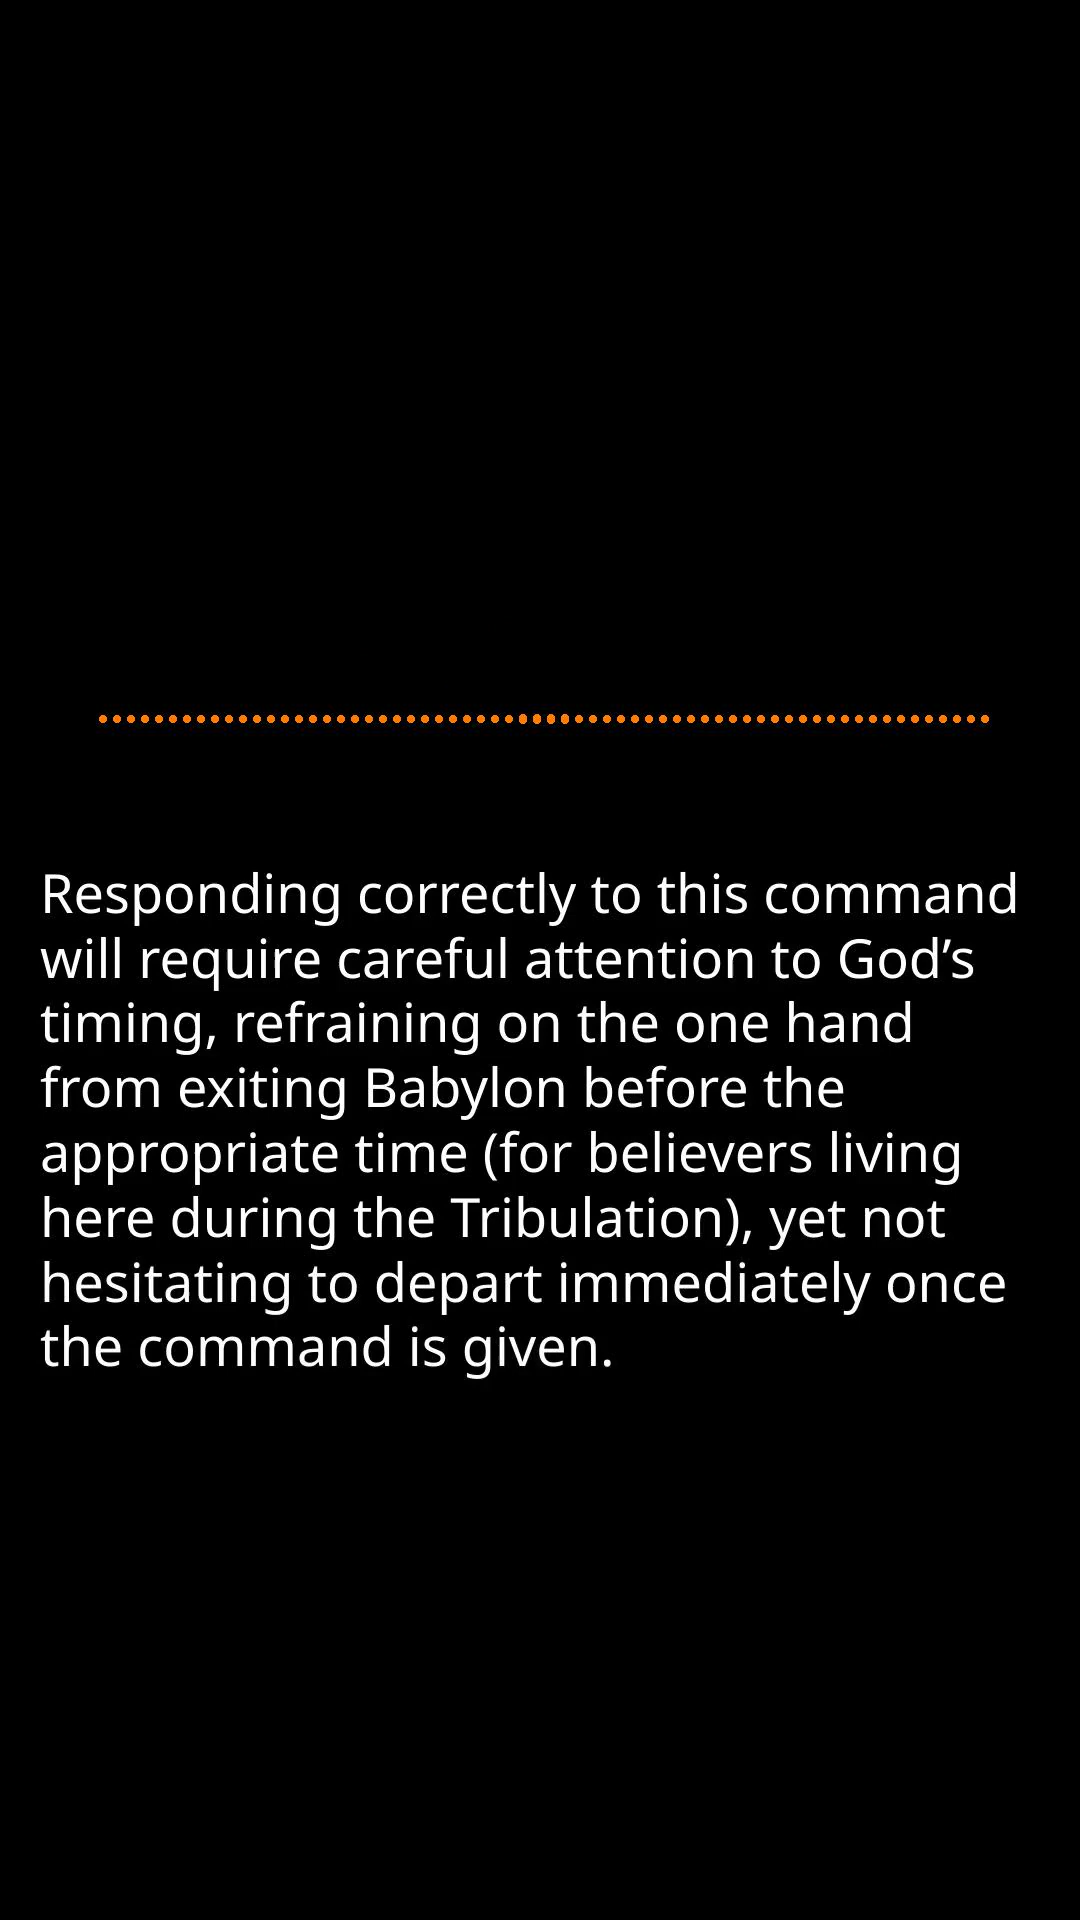 Responding correctly to this command
will require careful attention to God’s
timing, refraining on the one hand
from exiting Babylon before the
appropriate time (for believers living
here during the Tribulation), yet not
hesitating to depart immediately once
the command is given.